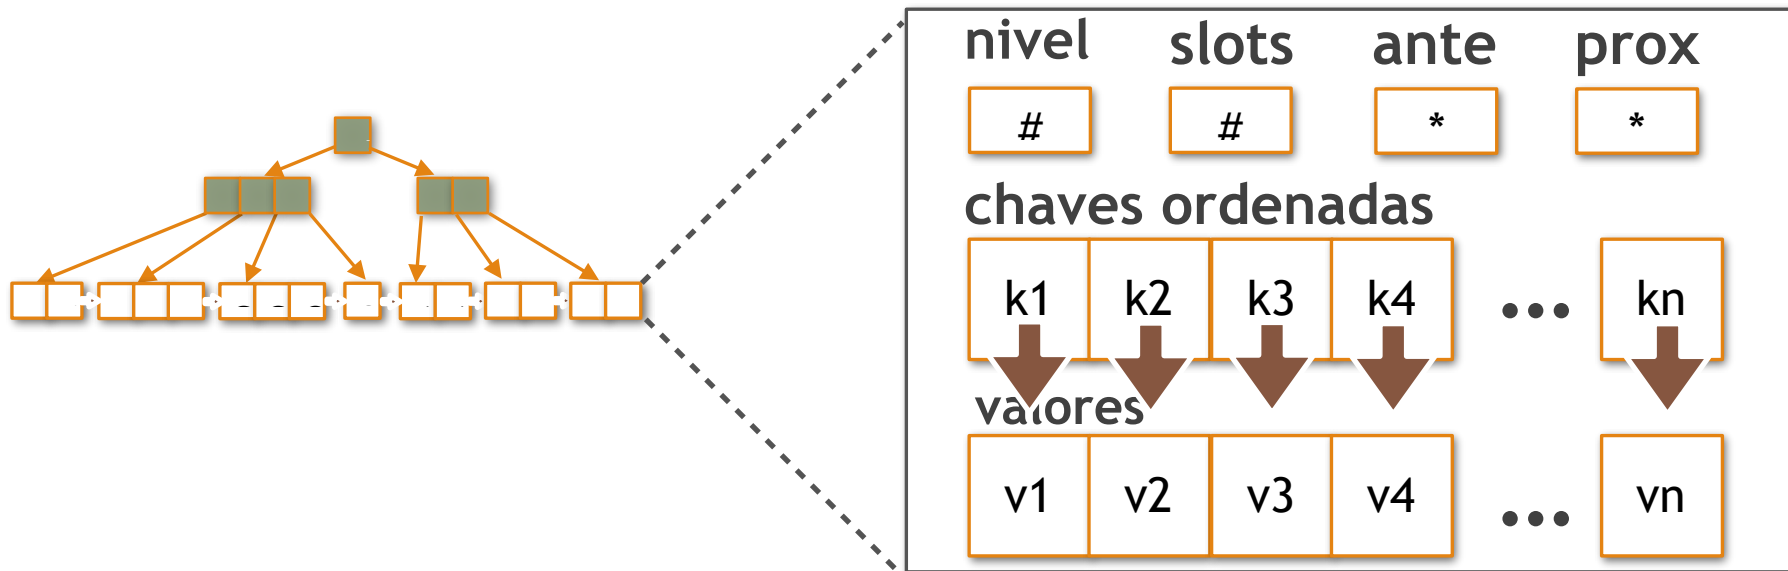 nivel slots ante prox
# # * *
chaves ordenadas
k1 k2 k3 k4 ... kn
valores
v1 v2 v3 v4 ... vn